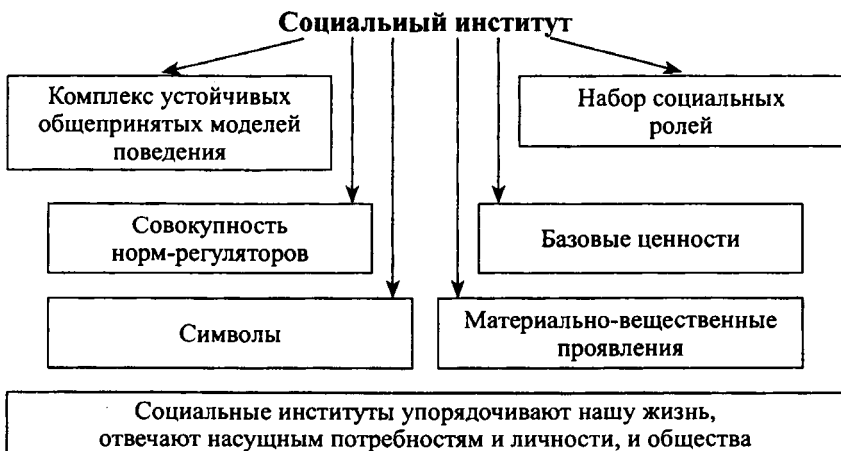 Социальный институт
Комплекс устойчивых
общепринятых моделей
поведения
Набор социальных
ролей
Совокупность
норм-регуляторов
Базовые ценности
Символы
Материально-вещественные
проявления
Социальные институты упорядочивают нашу жизнь,
отвечают насущным потребностям и личности, и общества